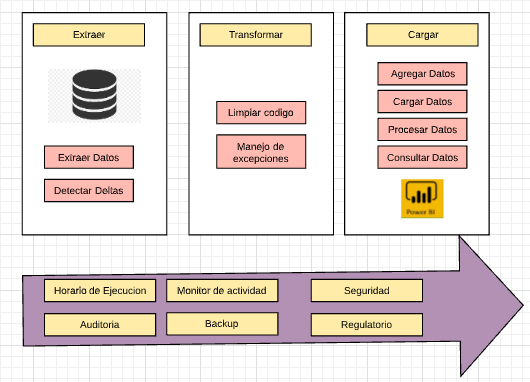 Extraer
Transformar
Cargar
Extraer Datos
Detectar Deltas
Limpiar codigo
Manejo de
excepciones
Agregar Datos
Cargar Datos
Procesar Datos
Consultar Datos
Power BI
Horario de Ejecucion
Monitor de actividad
Seguridad
Auditoria
Backup
Regulatorio